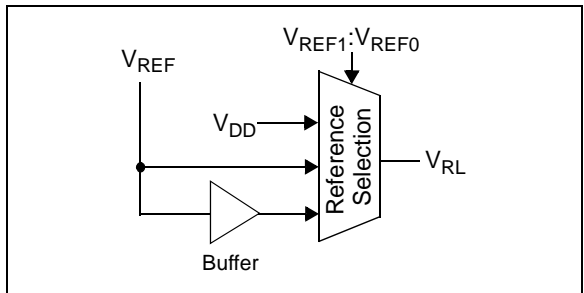 VREF1:VREF0
VREF
VDD
Reference
Selection
VRL
Buffer